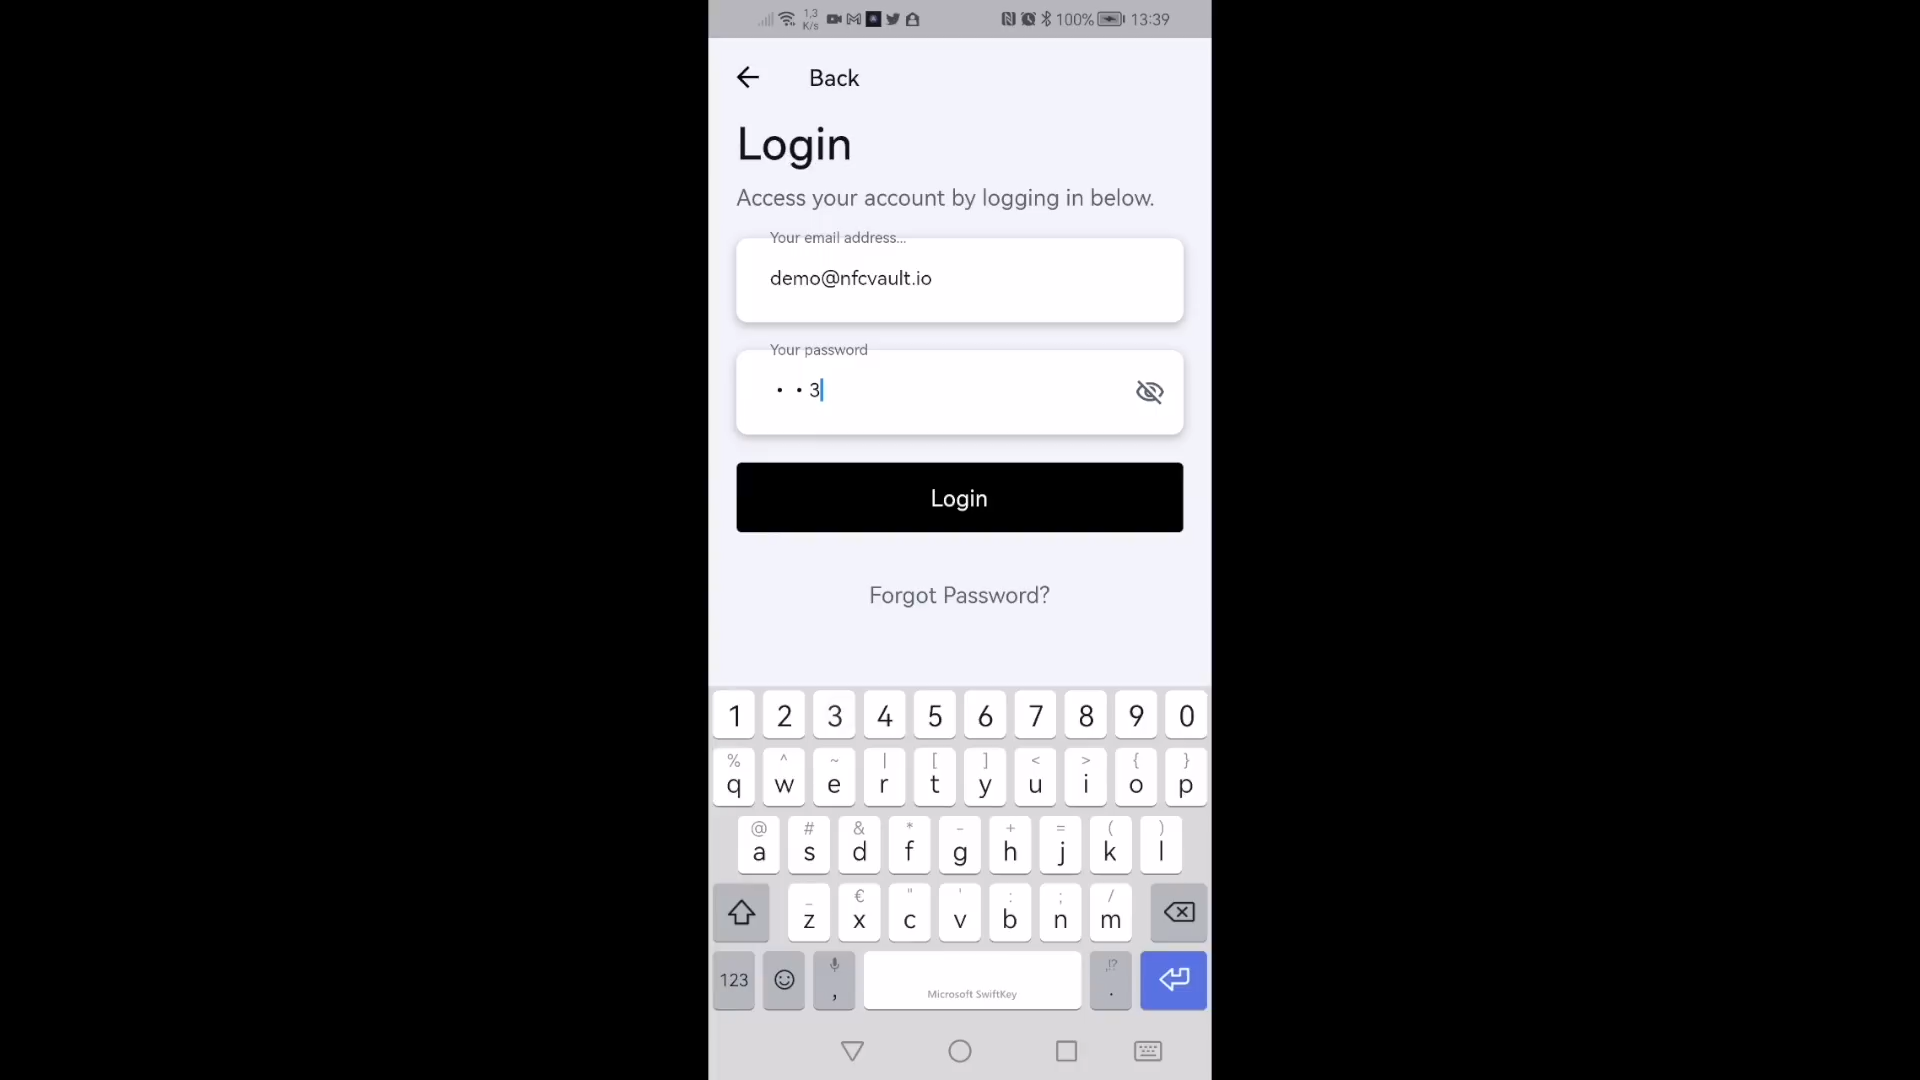 1,3 K/s 100% 13:39
Back
Login
Access your account by logging in below.
Your email address...
demo@nfcvault.io
Your password
• • 3
Login
Forgot Password?
1 2 3 4 5 6 7 8 9 0
% ^ ~ | [ ] < > { }
q w e r t y u i o p
@ # & * - + = ( )
a s d f g h j k l
_ € " ' : ; /
z x c v b n m
123 , Microsoft SwiftKey ,!? .